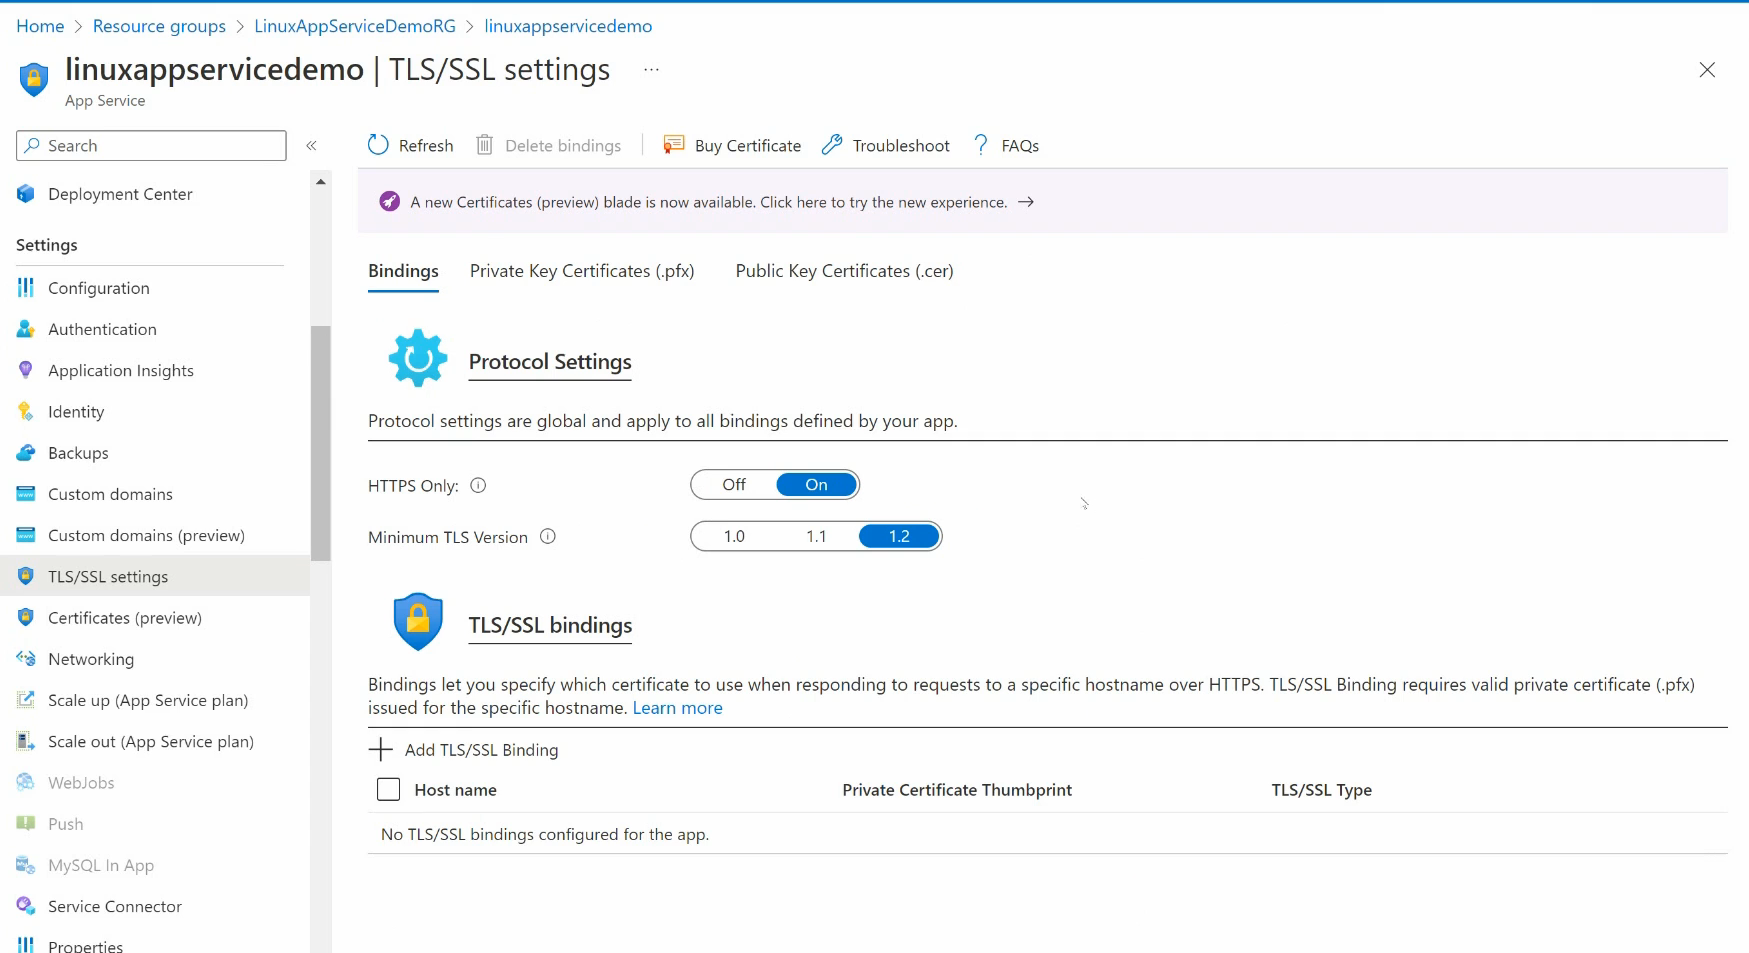 Home > Resource groups > LinuxAppServiceDemoRG > linuxappservicedemo
linuxappservicedemo | TLS/SSL settings ...
App Service
Search
«
Deployment Center
Settings
Configuration
Authentication
Application Insights
Identity
Backups
Custom domains
Custom domains (preview)
TLS/SSL settings
Certificates (preview)
Networking
Scale up (App Service plan)
Scale out (App Service plan)
WebJobs
Push
MySQL In App
Service Connector
Properties
Refresh Delete bindings Buy Certificate Troubleshoot ? FAQs
A new Certificates (preview) blade is now available. Click here to try the new experience. →
Bindings Private Key Certificates (.pfx) Public Key Certificates (.cer)
Protocol Settings
Protocol settings are global and apply to all bindings defined by your app.
HTTPS Only: Off On
Minimum TLS Version 1.0 1.1 1.2
TLS/SSL bindings
Bindings let you specify which certificate to use when responding to requests to a specific hostname over HTTPS. TLS/SSL Binding requires valid private certificate (.pfx)
issued for the specific hostname. Learn more
+ Add TLS/SSL Binding
Host name Private Certificate Thumbprint TLS/SSL Type
No TLS/SSL bindings configured for the app.